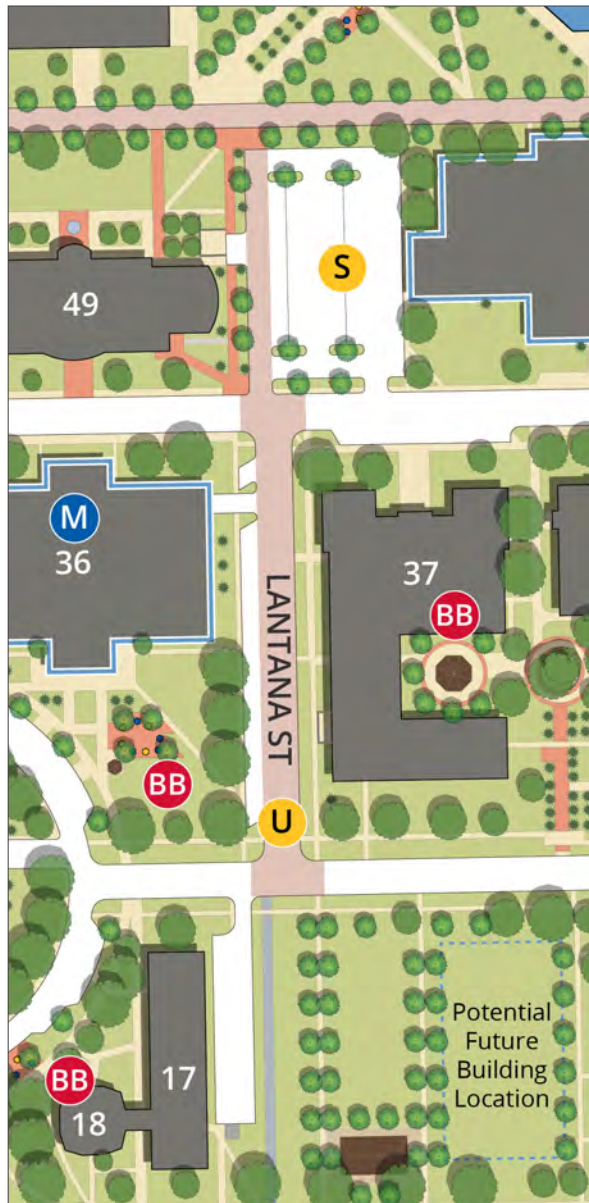 S
49
M
36
37
BB
LANTANA ST
BB
U
Potential
Future
Building
Location
17
BB
18